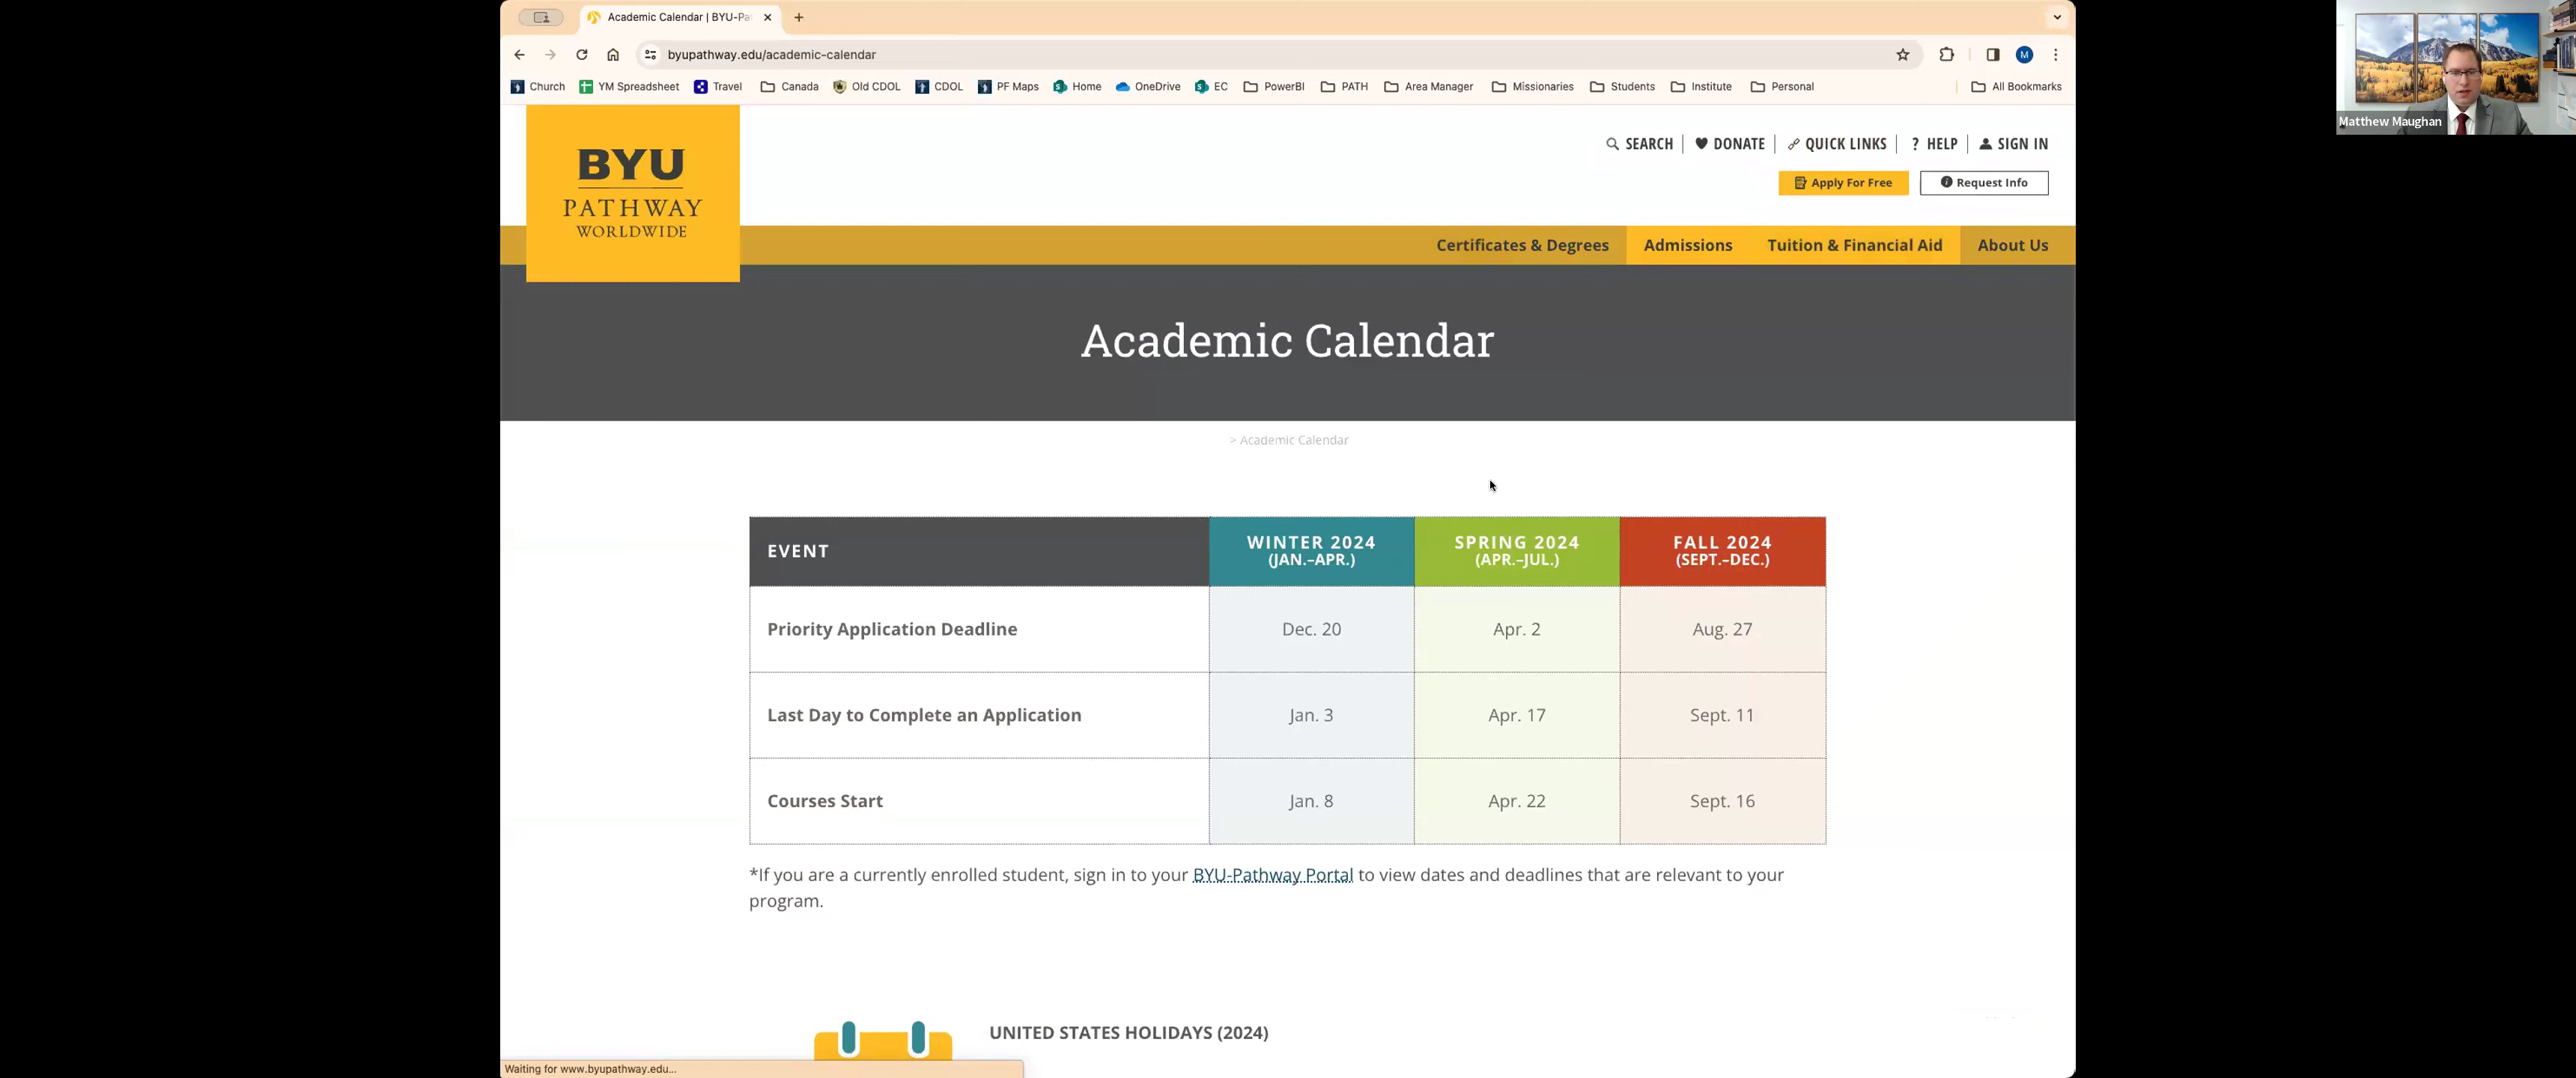 Academic Calendar | BYU-Pa
byupathway.edu/academic-calendar
M
Church YM Spreadsheet Travel Canada Old CDOL CDOL PF Maps Home OneDrive EC PowerBI PATH Area Manager Missionaries Students Institute Personal All Bookmarks
Matthew Maughan
BYU
PATHWAY
WORLDWIDE
SEARCH DONATE QUICK LINKS ? HELP SIGN IN
Apply For Free Request Info
Certificates & Degrees Admissions Tuition & Financial Aid About Us
Academic Calendar
> Academic Calendar
EVENT WINTER 2024 SPRING 2024 FALL 2024
(JAN.–APR.) (APR.–JUL.) (SEPT.–DEC.)
Priority Application Deadline Dec. 20 Apr. 2 Aug. 27
Last Day to Complete an Application Jan. 3 Apr. 17 Sept. 11
Courses Start Jan. 8 Apr. 22 Sept. 16
*If you are a currently enrolled student, sign in to your BYU-Pathway Portal to view dates and deadlines that are relevant to your
program.
UNITED STATES HOLIDAYS (2024)
Waiting for www.byupathway.edu...